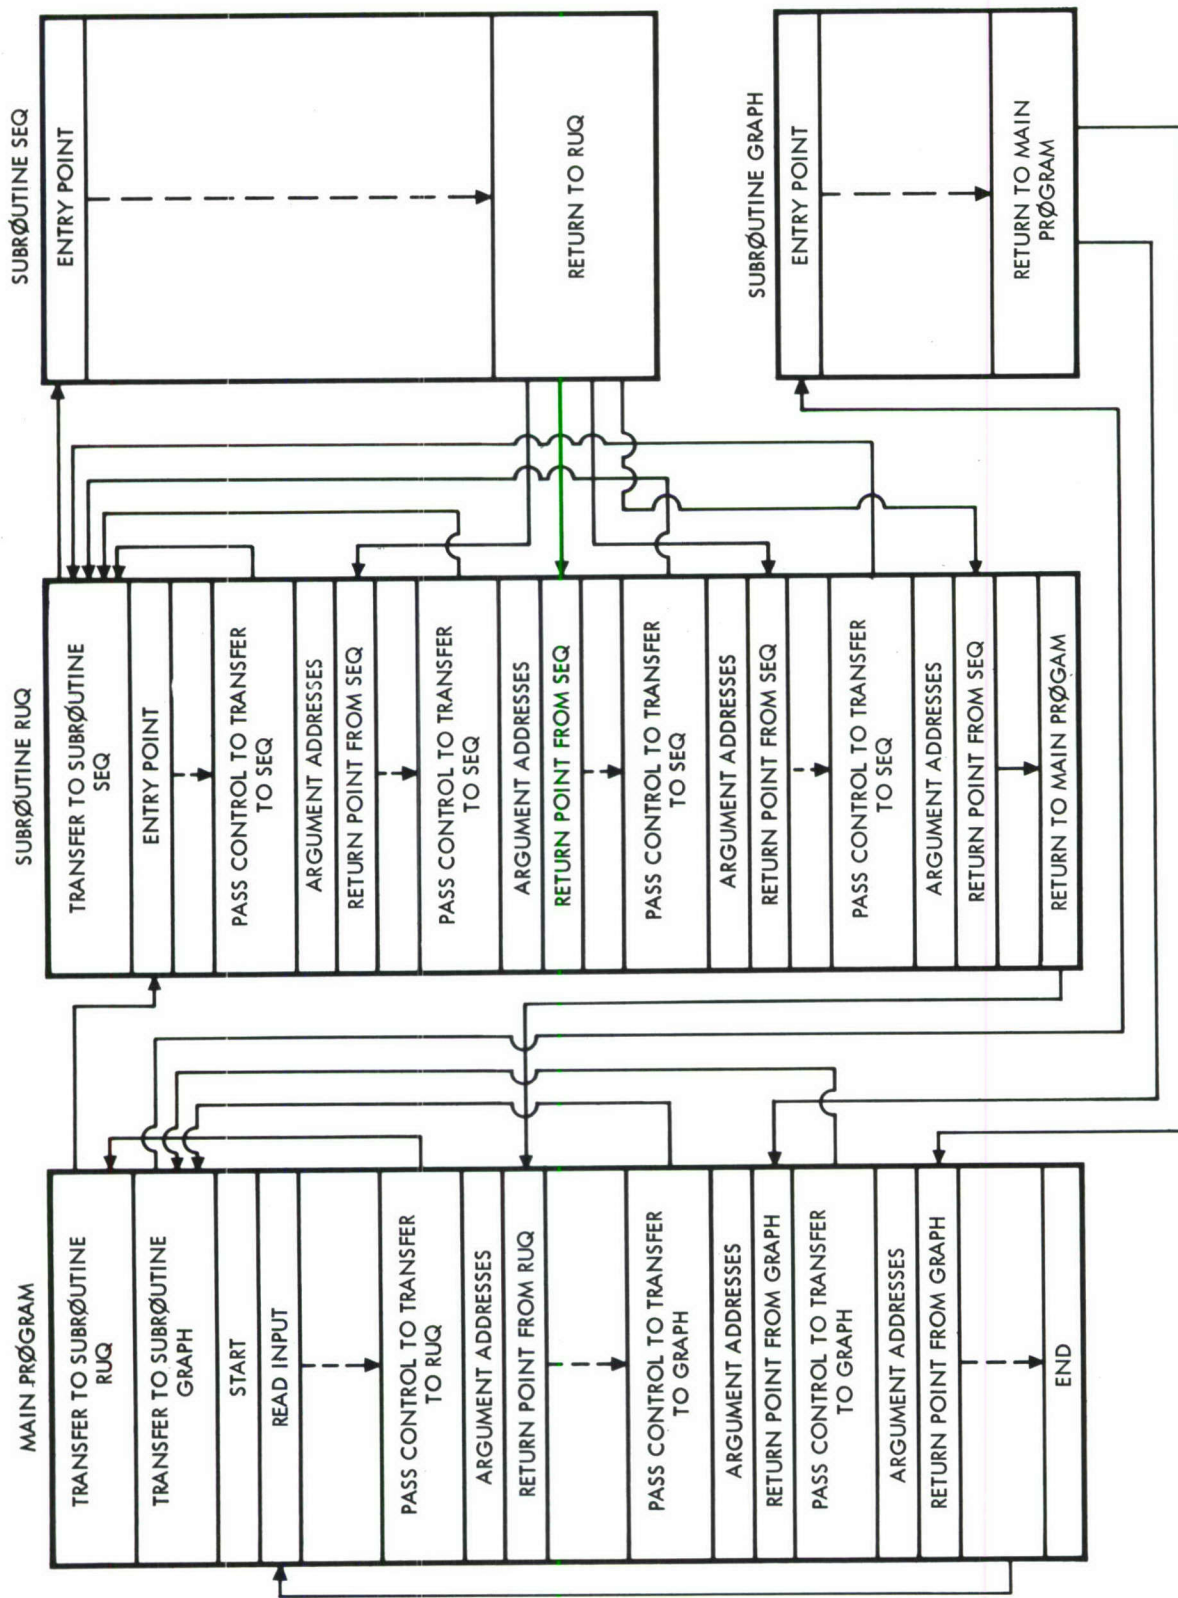 MAIN PRØGRAM
TRANSFER TO SUBRØUTINE
RUQ
TRANSFER TO SUBRØUTINE
GRAPH
START
READ INPUT
PASS CONTROL TO TRANSFER
TO RUQ
ARGUMENT ADDRESSES
RETURN POINT FROM RUQ
PASS CONTROL TO TRANSFER
TO GRAPH
ARGUMENT ADDRESSES
RETURN POINT FROM GRAPH
PASS CONTROL TO TRANSFER
TO GRAPH
ARGUMENT ADDRESSES
RETURN POINT FROM GRAPH
END
SUBRØUTINE RUQ
TRANSFER TO SUBRØUTINE
SEQ
ENTRY POINT
PASS CONTROL TO TRANSFER
TO SEQ
ARGUMENT ADDRESSES
RETURN POINT FROM SEQ
PASS CONTROL TO TRANSFER
TO SEQ
ARGUMENT ADDRESSES
RETURN POINT FROM SEQ
PASS CONTROL TO TRANSFER
TO SEQ
ARGUMENT ADDRESSES
RETURN POINT FROM SEQ
PASS CONTROL TO TRANSFER
TO SEQ
ARGUMENT ADDRESSES
RETURN POINT FROM SEQ
RETURN TO MAIN PRØGAM
SUBRØUTINE SEQ
ENTRY POINT
RETURN TO RUQ
SUBRØUTINE GRAPH
ENTRY POINT
RETURN TO MAIN
PRØGRAM